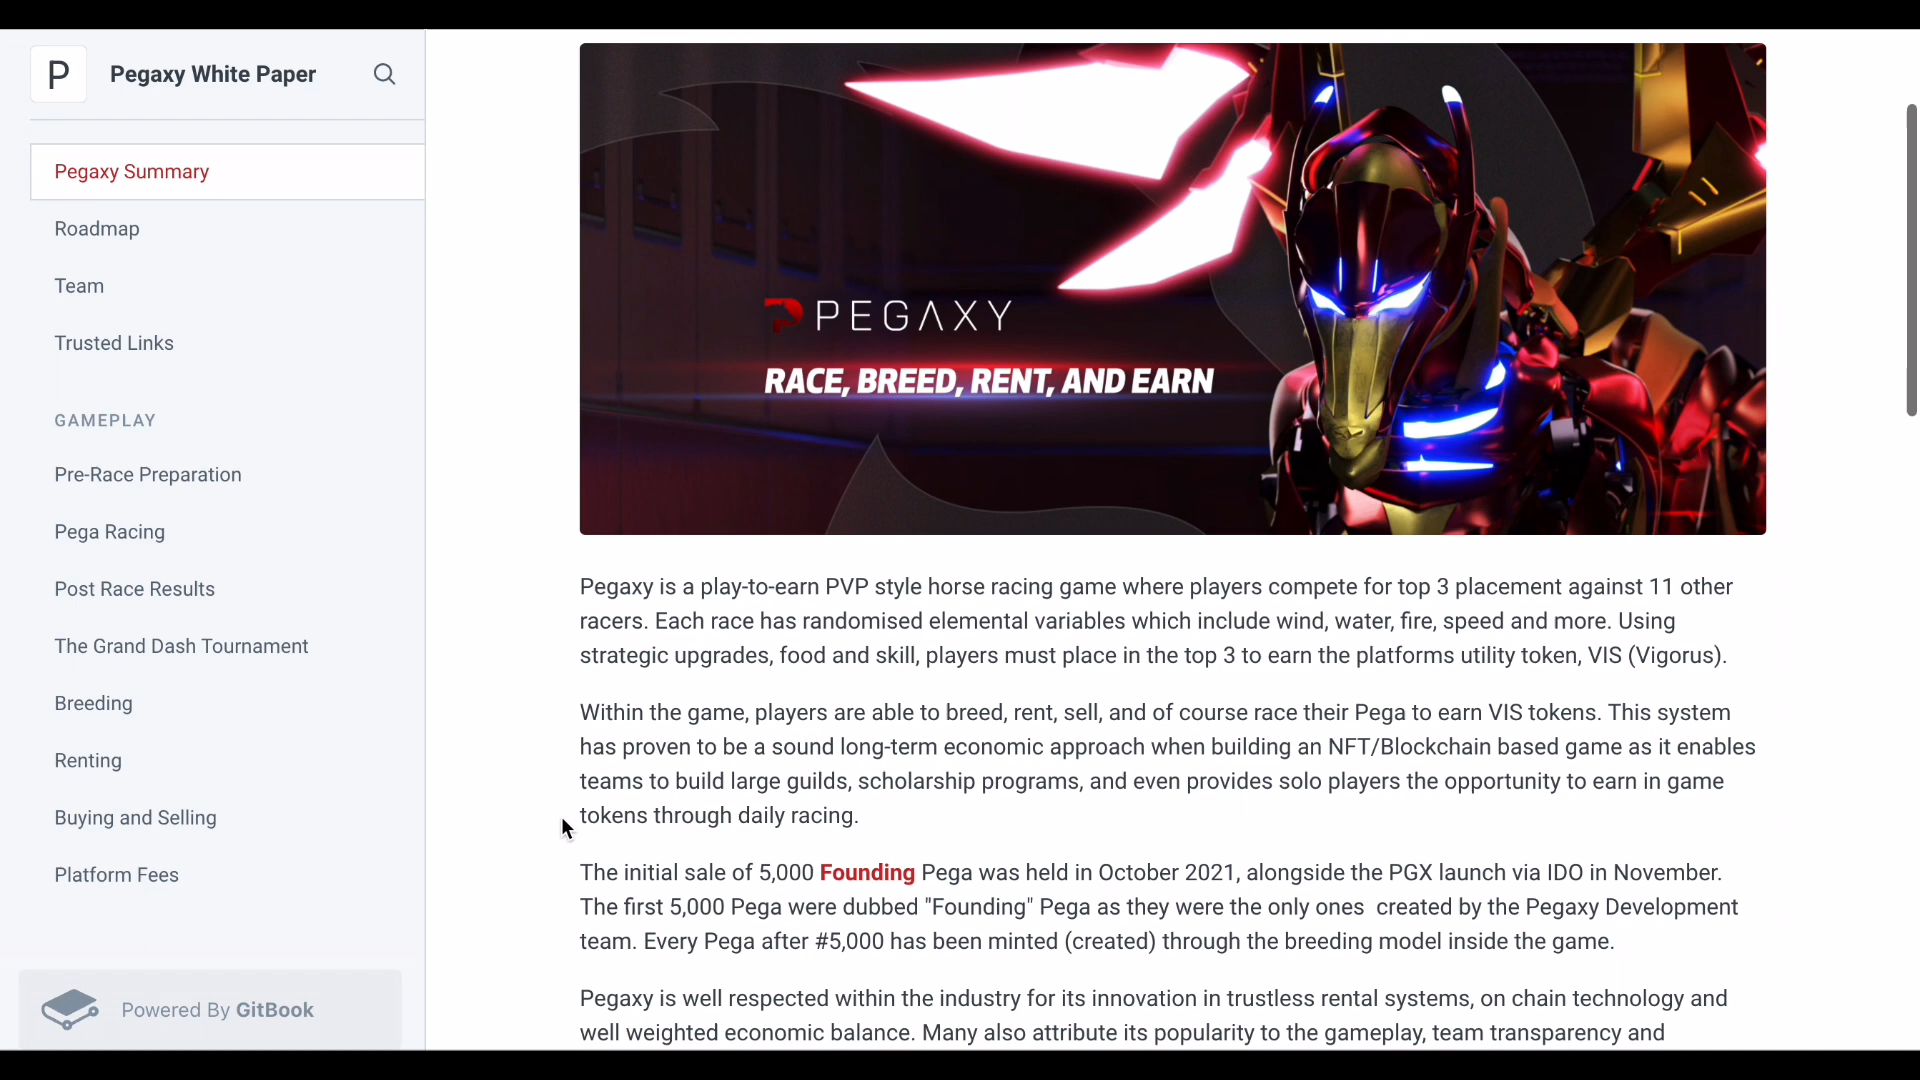 P
Pegaxy White Paper
Pegaxy Summary
Roadmap
Team
Trusted Links
GAMEPLAY
Pre-Race Preparation
Pega Racing
Post Race Results
The Grand Dash Tournament
Breeding
Renting
Buying and Selling
Platform Fees
Powered By GitBook
PEGAXY
RACE, BREED, RENT, AND EARN
Pegaxy is a play-to-earn PVP style horse racing game where players compete for top 3 placement against 11 other
racers. Each race has randomised elemental variables which include wind, water, fire, speed and more. Using
strategic upgrades, food and skill, players must place in the top 3 to earn the platforms utility token, VIS (Vigorus).
Within the game, players are able to breed, rent, sell, and of course race their Pega to earn VIS tokens. This system
has proven to be a sound long-term economic approach when building an NFT/Blockchain based game as it enables
teams to build large guilds, scholarship programs, and even provides solo players the opportunity to earn in game
tokens through daily racing.
The initial sale of 5,000 Founding Pega was held in October 2021, alongside the PGX launch via IDO in November.
The first 5,000 Pega were dubbed "Founding" Pega as they were the only ones  created by the Pegaxy Development
team. Every Pega after #5,000 has been minted (created) through the breeding model inside the game.
Pegaxy is well respected within the industry for its innovation in trustless rental systems, on chain technology and
well weighted economic balance. Many also attribute its popularity to the gameplay, team transparency and